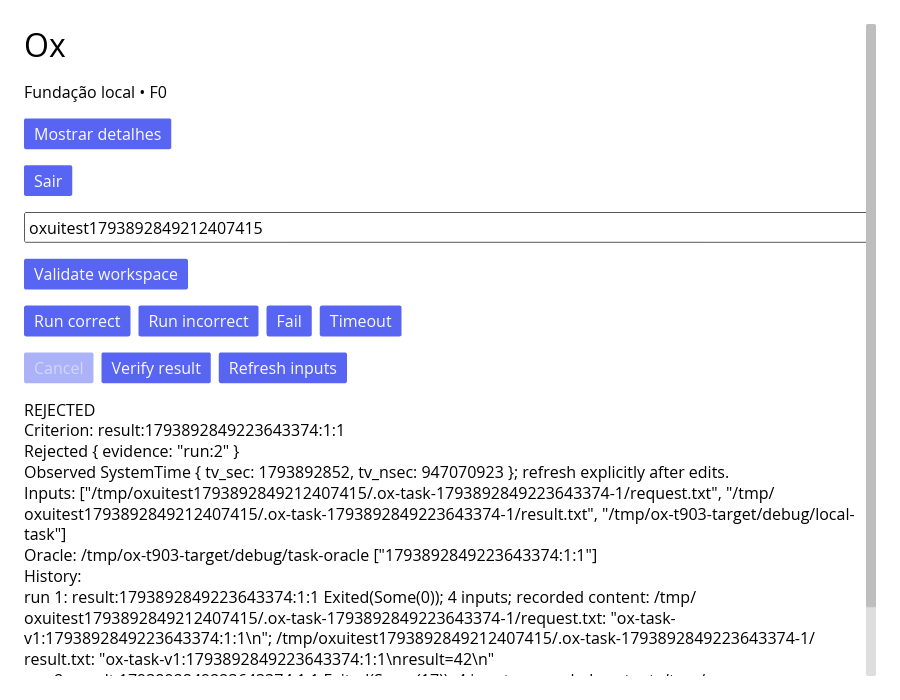 Ox
Fundação local • F0
Mostrar detalhes
Sair
oxuitest1793892849212407415
Validate workspace
Run correct Run incorrect Fail Timeout
Cancel Verify result Refresh inputs
REJECTED
Criterion: result:1793892849223643374:1:1
Rejected { evidence: "run:2" }
Observed SystemTime { tv_sec: 1793892852, tv_nsec: 947070923 }; refresh explicitly after edits.
Inputs: ["/tmp/oxuitest1793892849212407415/.ox-task-1793892849223643374-1/request.txt", "/tmp/
oxuitest1793892849212407415/.ox-task-1793892849223643374-1/result.txt", "/tmp/ox-t903-target/debug/local-
task"]
Oracle: /tmp/ox-t903-target/debug/task-oracle ["1793892849223643374:1:1"]
History:
run 1: result:1793892849223643374:1:1 Exited(Some(0)); 4 inputs; recorded content: /tmp/
oxuitest1793892849212407415/.ox-task-1793892849223643374-1/request.txt: "ox-task-
v1:1793892849223643374:1:1\n"; /tmp/oxuitest1793892849212407415/.ox-task-1793892849223643374-1/
result.txt: "ox-task-v1:1793892849223643374:1:1\nresult=42\n"